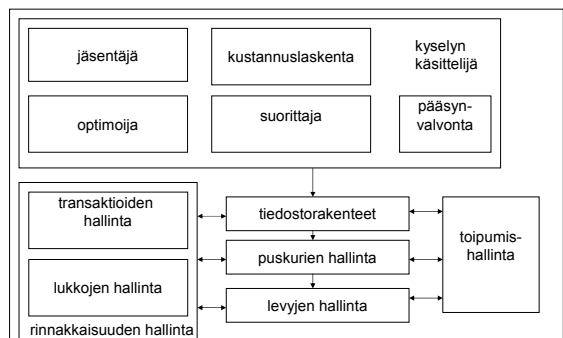 jäsentäjä
kustannuslaskenta
kyselyn
käsittelijä
optimoija
suorittaja
pääsyn-
valvonta
transaktioiden
hallinta
tiedostorakenteet
toipumis-
hallinta
puskurien hallinta
lukkojen hallinta
levyjen hallinta
rinnakkaisuuden hallinta